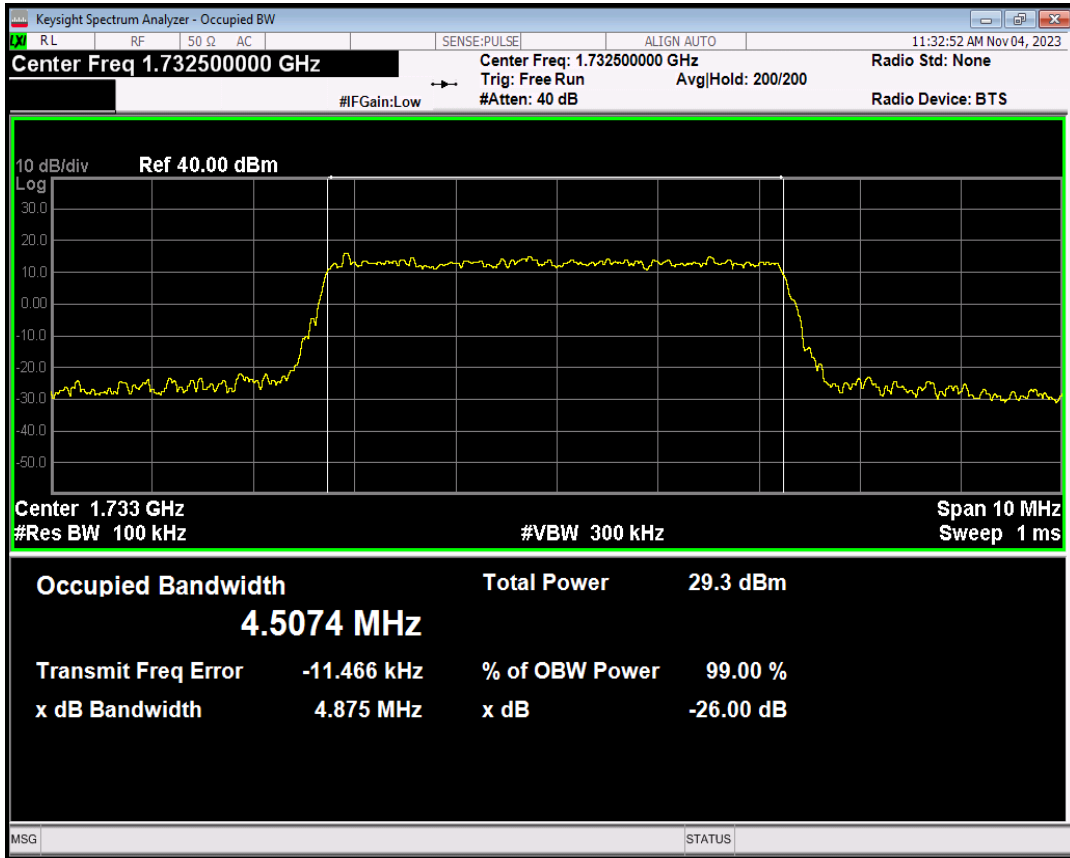 Keysight Spectrum Analyzer - Occupied BW
LXI RL RF 50 Ω AC SENSE:PULSE ALIGN AUTO 11:32:52 AM Nov 04, 2023
Center Freq 1.732500000 GHz Center Freq: 1.732500000 GHz Radio Std: None
Trig: Free Run Avg|Hold: 200/200
#IFGain:Low #Atten: 40 dB Radio Device: BTS
10 dB/div Ref 40.00 dBm
Log
30.0
20.0
10.0
0.00
-10.0
-20.0
-30.0
-40.0
-50.0
Center 1.733 GHz Span 10 MHz
#Res BW 100 kHz #VBW 300 kHz Sweep 1 ms
Occupied Bandwidth Total Power 29.3 dBm
4.5074 MHz
Transmit Freq Error -11.466 kHz % of OBW Power 99.00 %
x dB Bandwidth 4.875 MHz x dB -26.00 dB
MSG STATUS